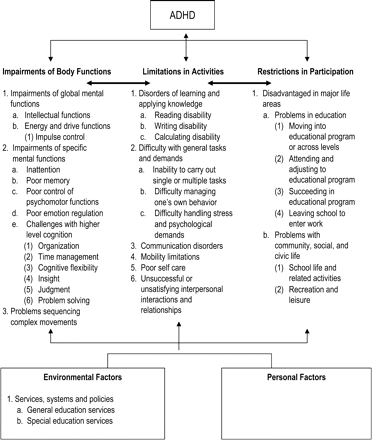 ADHD
Impairments of Body Functions
1. Impairments of global mental
functions
a. Intellectual functions
b. Energy and drive functions
(1) Impulse control
2. Impairments of specific
mental functions
a. Inattention
b. Poor memory
c. Poor control of
psychomotor functions
d. Poor emotion regulation
e. Challenges with higher
level cognition
(1) Organization
(2) Time management
(3) Cognitive flexibility
(4) Insight
(5) Judgment
(6) Problem solving
3. Problems sequencing
complex movements
Limitations in Activities
1. Disorders of learning and
applying knowledge
a. Reading disability
b. Writing disability
c. Calculating disability
2. Difficulty with general tasks
and demands
a. Inability to carry out
single or multiple tasks
b. Difficulty managing
one's own behavior
c. Difficulty handling stress
and psychological
demands
3. Communication disorders
4. Mobility limitations
5. Poor self care
6. Unsuccessful or
unsatisfying interpersonal
interactions and
relationships
Restrictions in Participation
1. Disadvantaged in major life
areas
a. Problems in education
(1) Moving into
educational program
or across levels
(2) Attending and
adjusting to
educational program
(3) Succeeding in
educational program
(4) Leaving school to
enter work
b. Problems with
community, social, and
civic life
(1) School life and
related activities
(2) Recreation and
leisure
Environmental Factors
1. Services, systems and policies
a. General education services
b. Special education services
Personal Factors